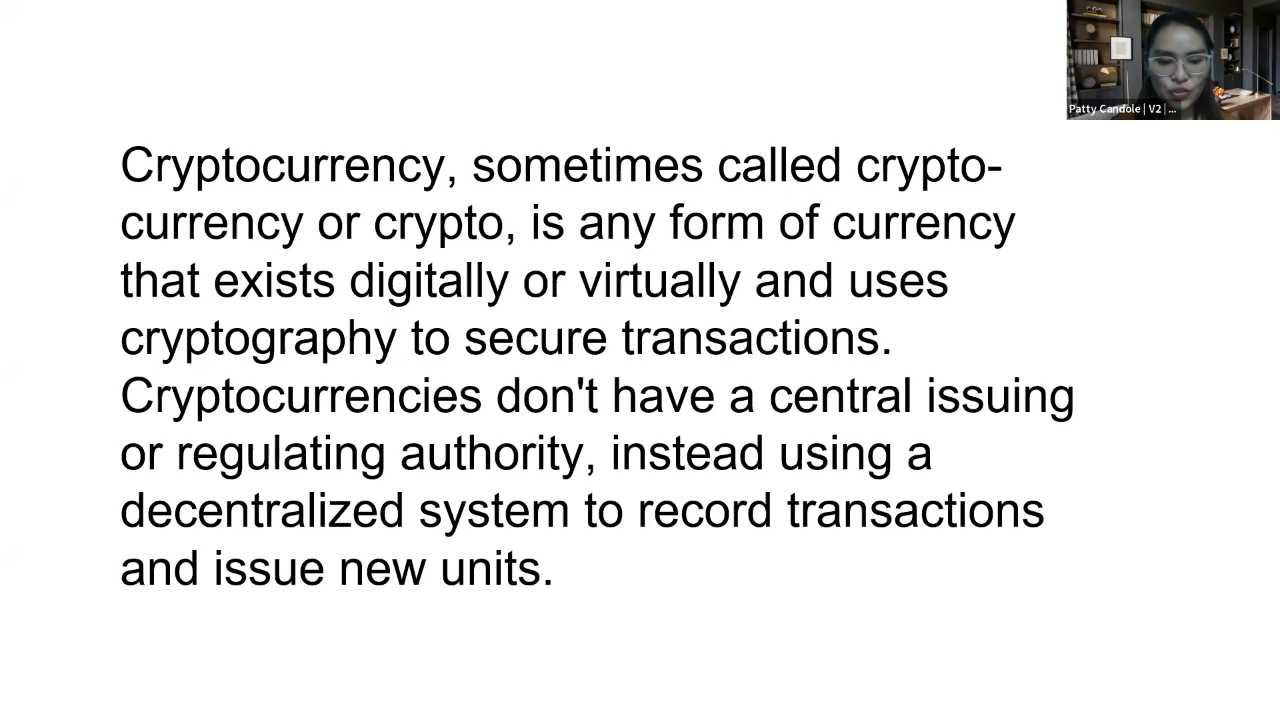 Patty Candole | V2 | ...
Cryptocurrency, sometimes called crypto-
currency or crypto, is any form of currency
that exists digitally or virtually and uses
cryptography to secure transactions.
Cryptocurrencies don't have a central issuing
or regulating authority, instead using a
decentralized system to record transactions
and issue new units.